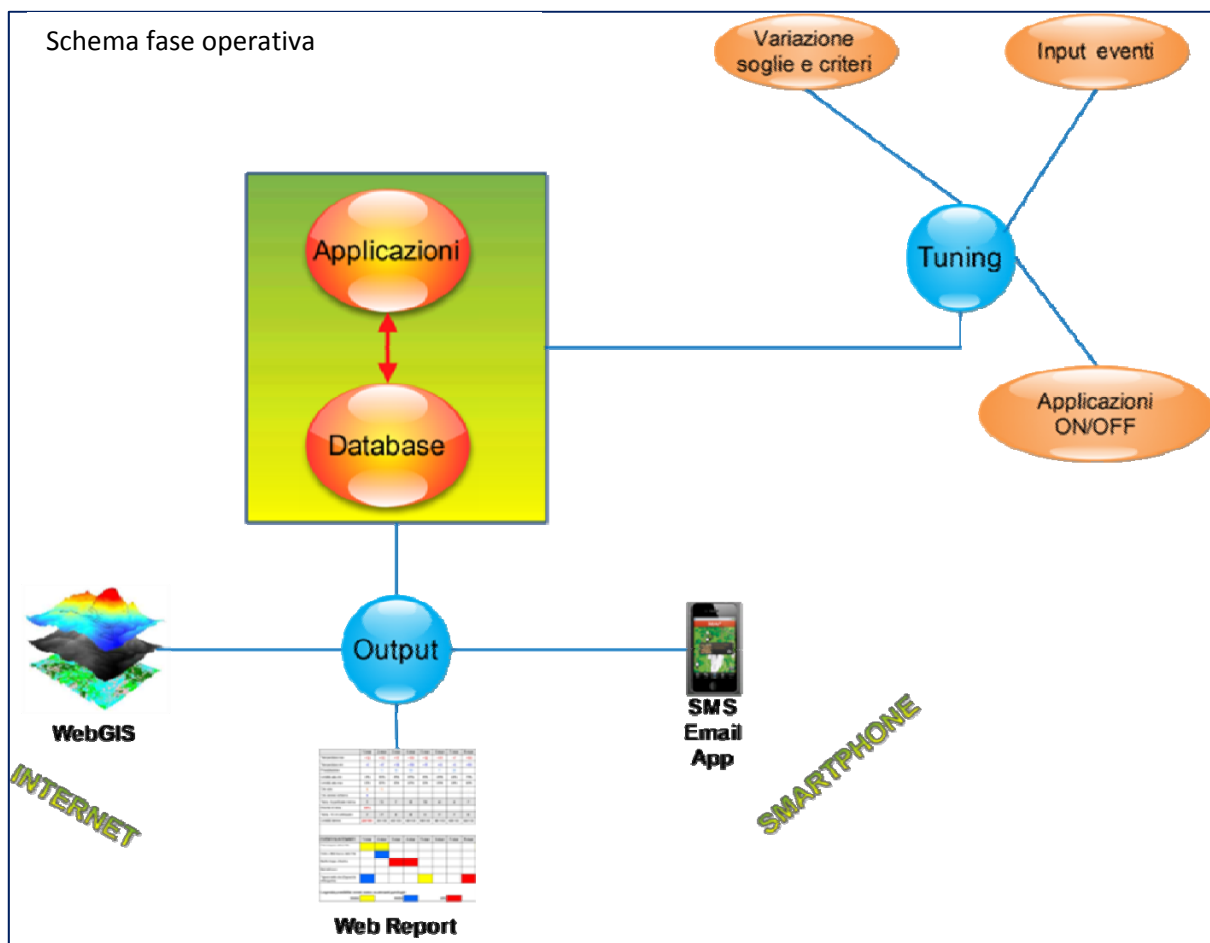 Schema fase operativa
Variazione
soglie e criteri
Input eventi
Applicazioni
Tuning
Database
Applicazioni
ON/OFF
Output
WebGIS
SMS
Email
App
INTERNET
SMARTPHONE
Web Report